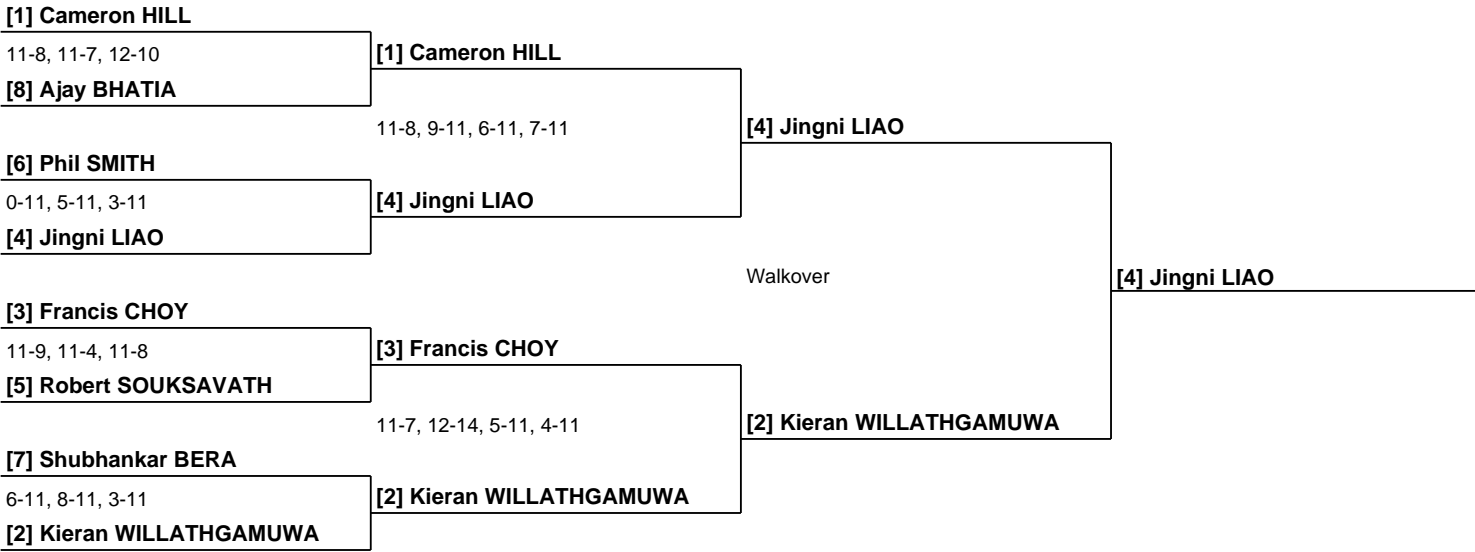 [1] Cameron HILL
11-8, 11-7, 12-10
[1] Cameron HILL
[8] Ajay BHATIA
11-8, 9-11, 6-11, 7-11
[4] Jingni LIAO
[6] Phil SMITH
0-11, 5-11, 3-11
[4] Jingni LIAO
[4] Jingni LIAO
Walkover
[4] Jingni LIAO
[3] Francis CHOY
11-9, 11-4, 11-8
[3] Francis CHOY
[5] Robert SOUKSAVATH
11-7, 12-14, 5-11, 4-11
[2] Kieran WILLATHGAMUWA
[7] Shubhankar BERA
6-11, 8-11, 3-11
[2] Kieran WILLATHGAMUWA
[2] Kieran WILLATHGAMUWA